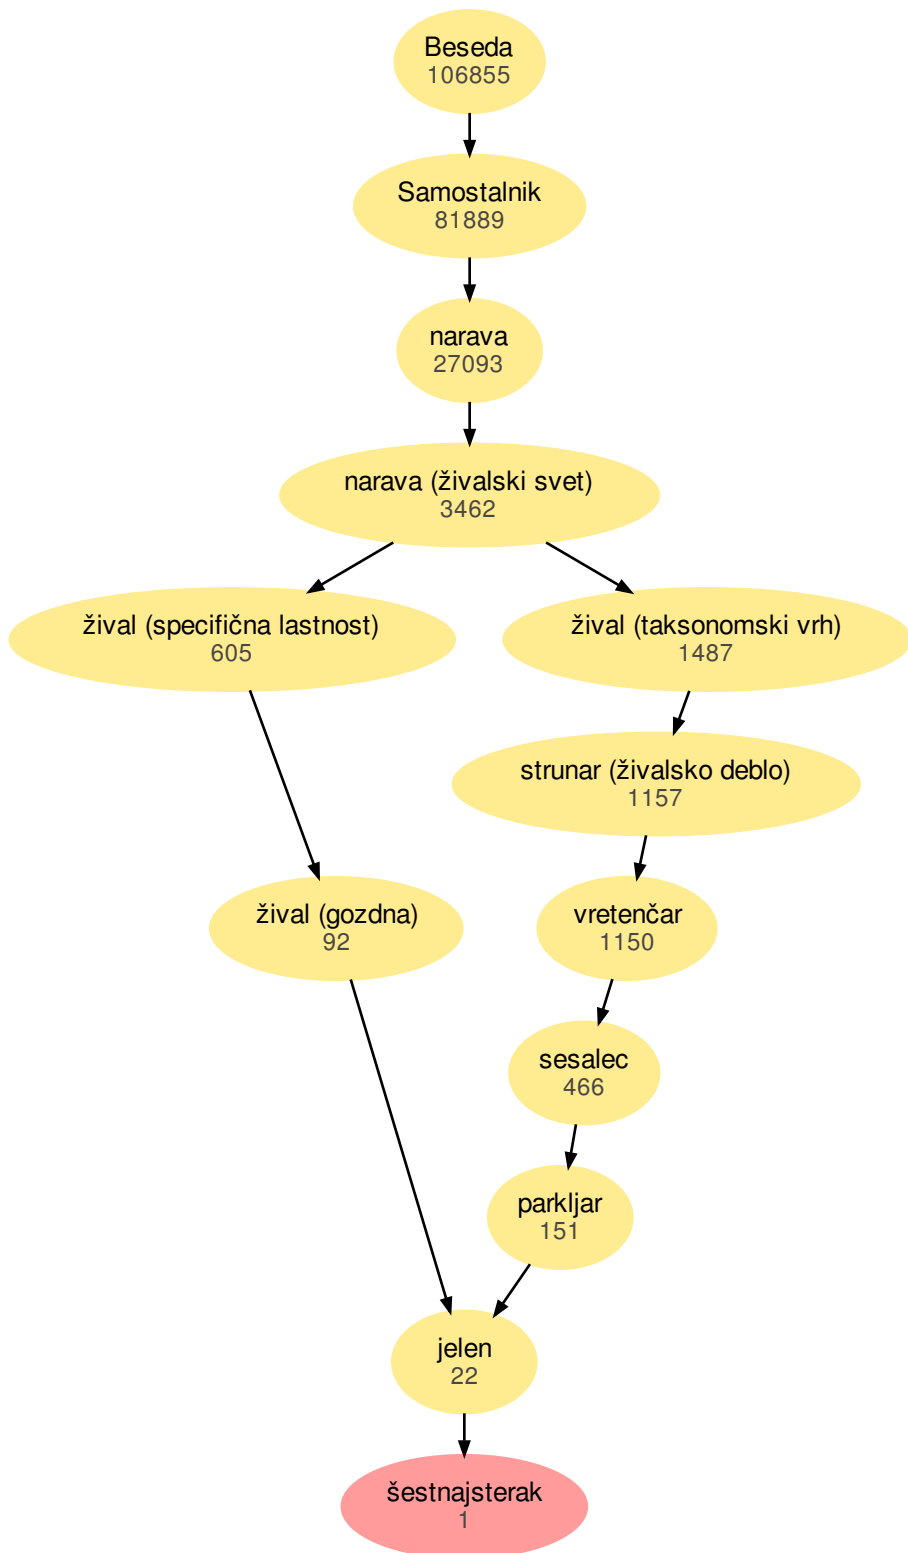 Beseda
106855
Samostalnik
81889
narava
27093
narava (živalski svet)
3462
žival (specifična lastnost)
605
žival (taksonomski vrh)
1487
strunar (živalsko deblo)
1157
žival (gozdna)
92
vretenčar
1150
sesalec
466
parkljar
151
jelen
22
šestnajsterak
1